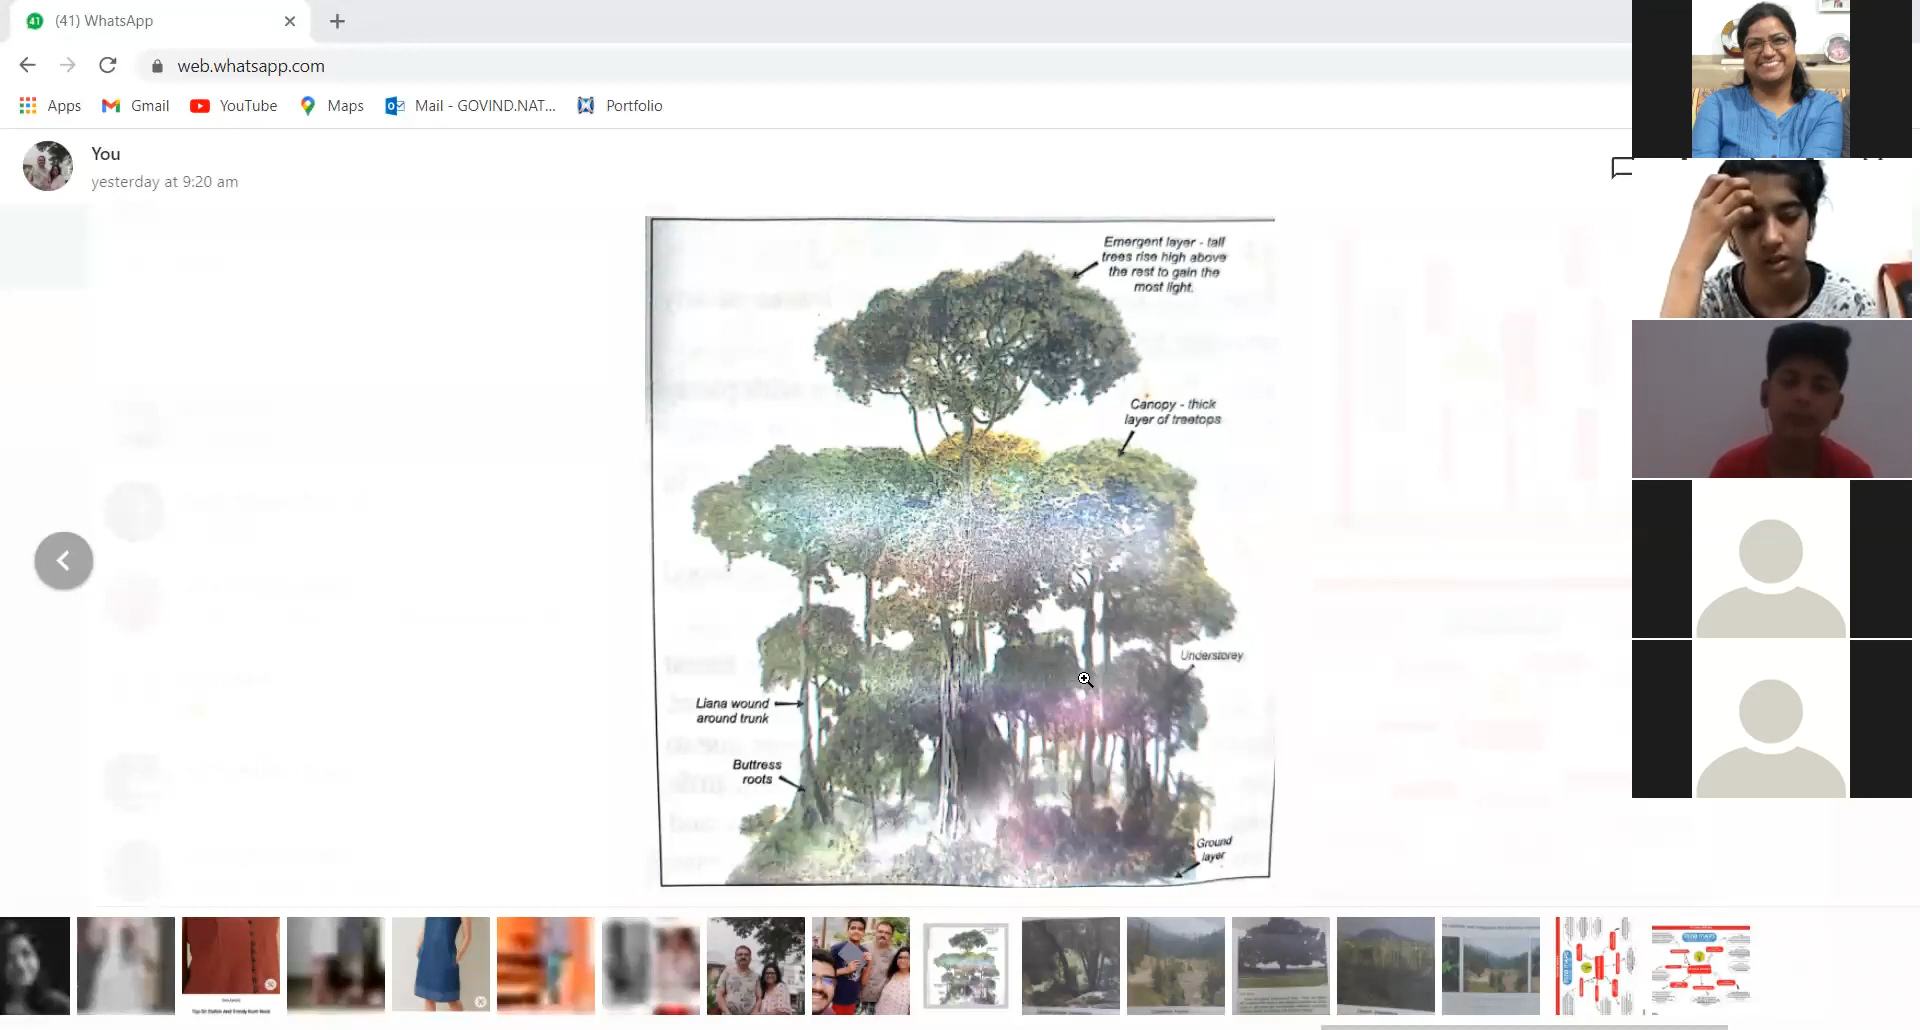 (41) WhatsApp
web.whatsapp.com
Apps
Gmail
YouTube
Maps
Mail - GOVIND.NAT...
Portfolio
You
yesterday at 9:20 am
Emergent layer - tall
trees rise high above
the rest to gain the
most light.
Canopy - thick
layer of treetops
Understorey
Liana wound
around trunk
Buttress
roots
Ground
layer